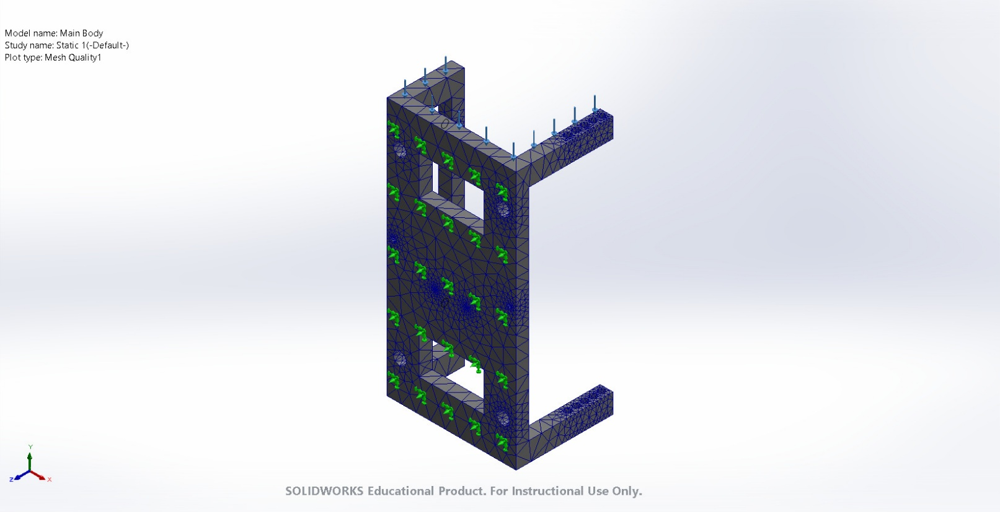 Model name: Main Body
Study name: Static 1(-Default-)
Plot type: Mesh Quality1
Y
Z
X
SOLIDWORKS Educational Product. For Instructional Use Only.